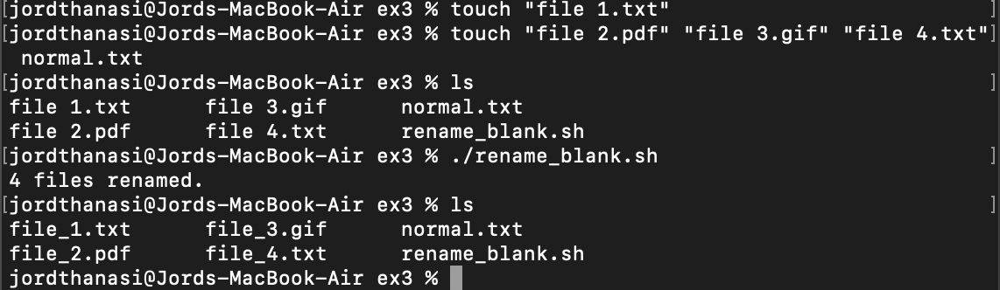 [jordthanasi@Jords-MacBook-Air ex3 % touch "file 1.txt" ]
[jordthanasi@Jords-MacBook-Air ex3 % touch "file 2.pdf" "file 3.gif" "file 4.txt"]
 normal.txt
[jordthanasi@Jords-MacBook-Air ex3 % ls ]
file 1.txt      file 3.gif      normal.txt
file 2.pdf      file 4.txt      rename_blank.sh
[jordthanasi@Jords-MacBook-Air ex3 % ./rename_blank.sh ]
4 files renamed.
[jordthanasi@Jords-MacBook-Air ex3 % ls ]
file_1.txt      file_3.gif      normal.txt
file_2.pdf      file_4.txt      rename_blank.sh
jordthanasi@Jords-MacBook-Air ex3 %